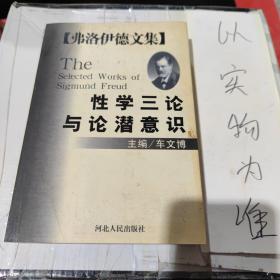 【弗洛伊德文集】
The
Selected Works of
Sigmund Freud
性学三论
与论潜意识
主编/车文博
河北人民出版社
以实物为准